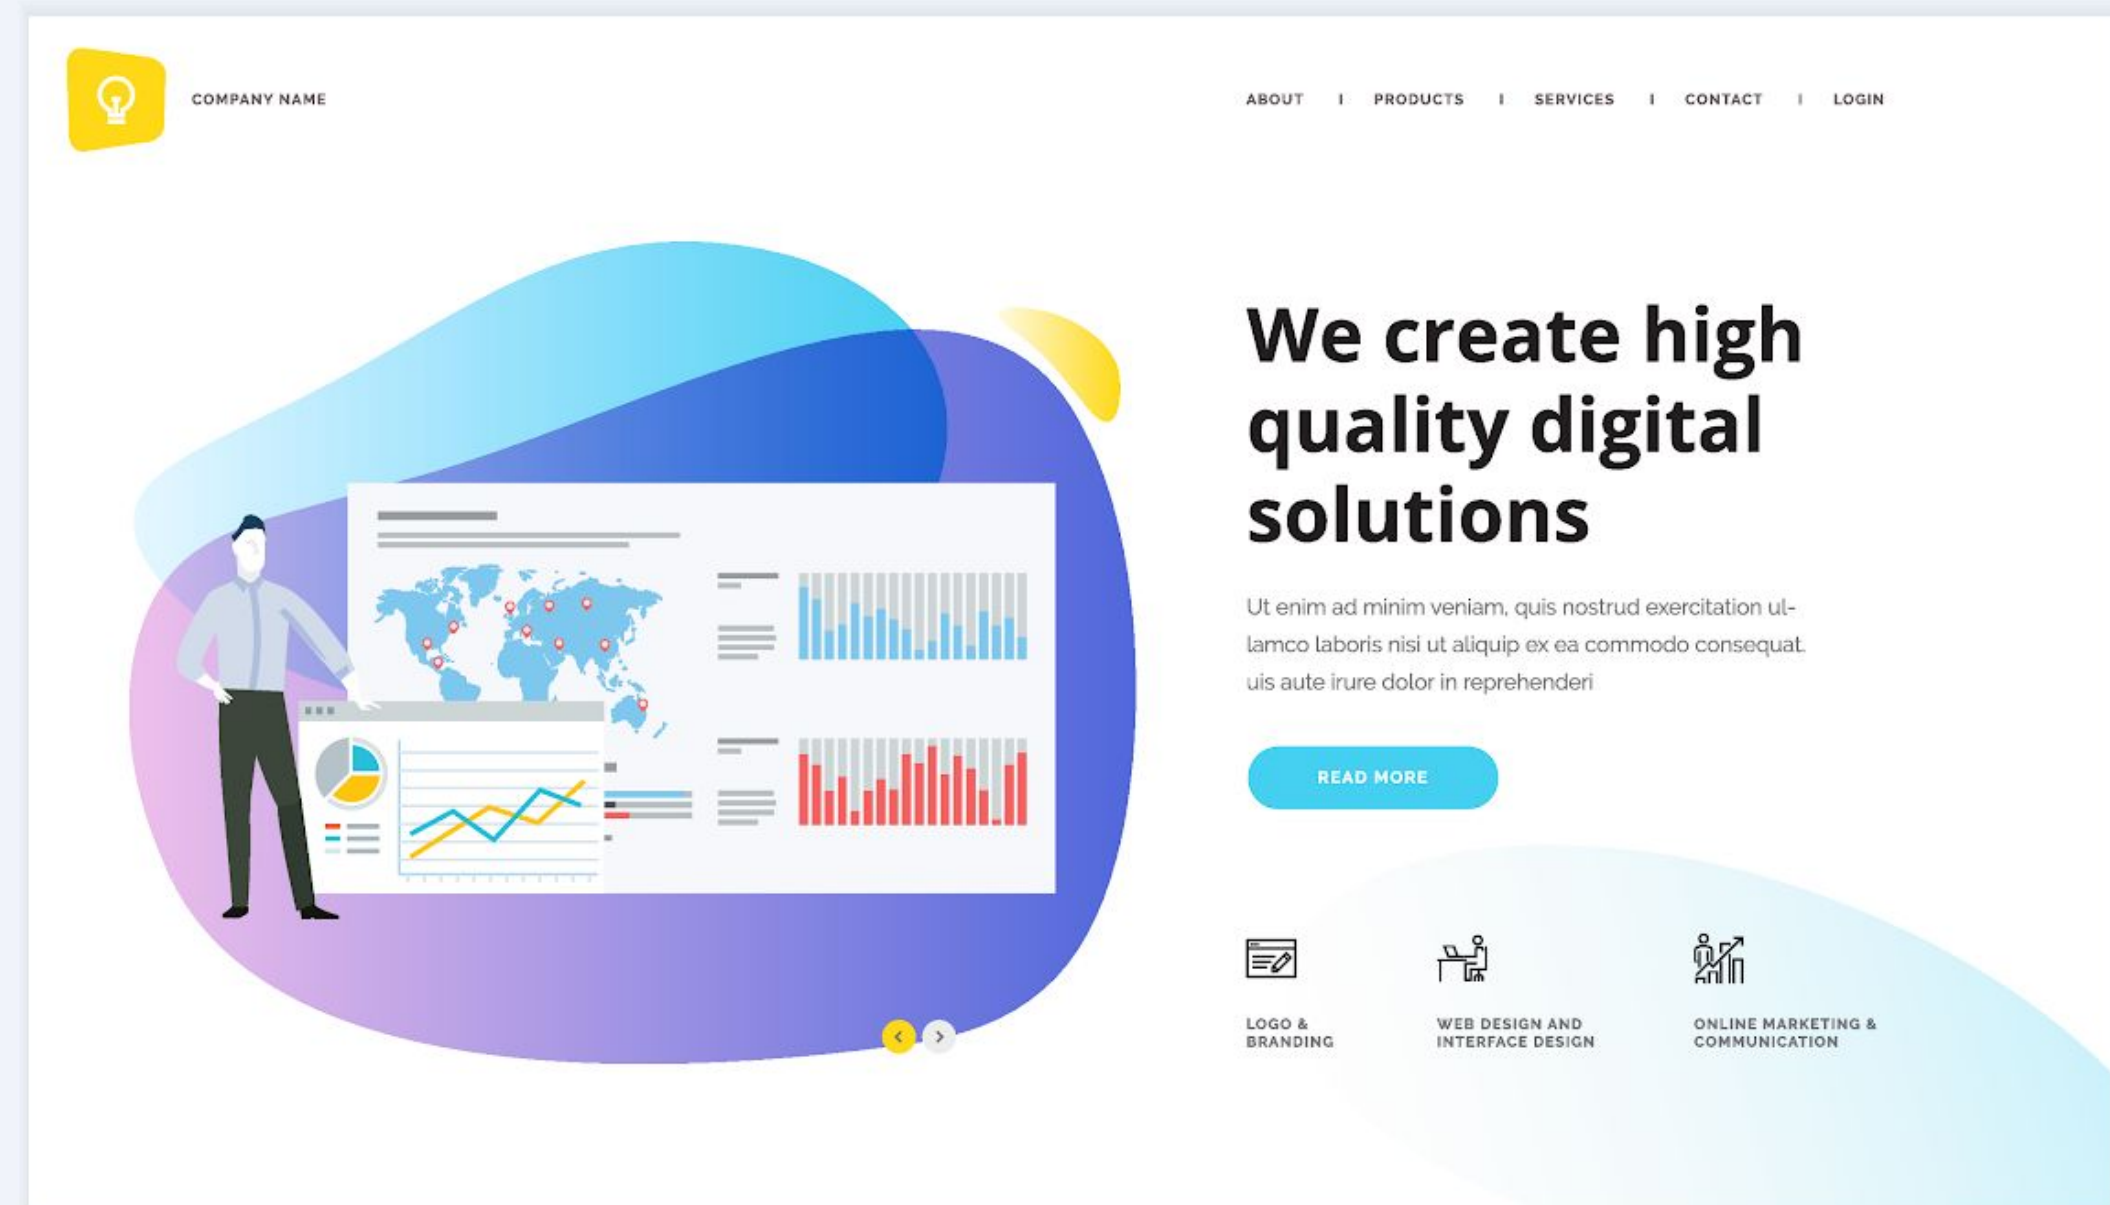 COMPANY NAME
ABOUT I PRODUCTS I SERVICES I CONTACT I LOGIN
We create high
quality digital
solutions
Ut enim ad minim veniam, quis nostrud exercitation ul-
lamco laboris nisi ut aliquip ex ea commodo consequat.
uis aute irure dolor in reprehenderi
READ MORE
LOGO &
BRANDING
WEB DESIGN AND
INTERFACE DESIGN
ONLINE MARKETING &
COMMUNICATION